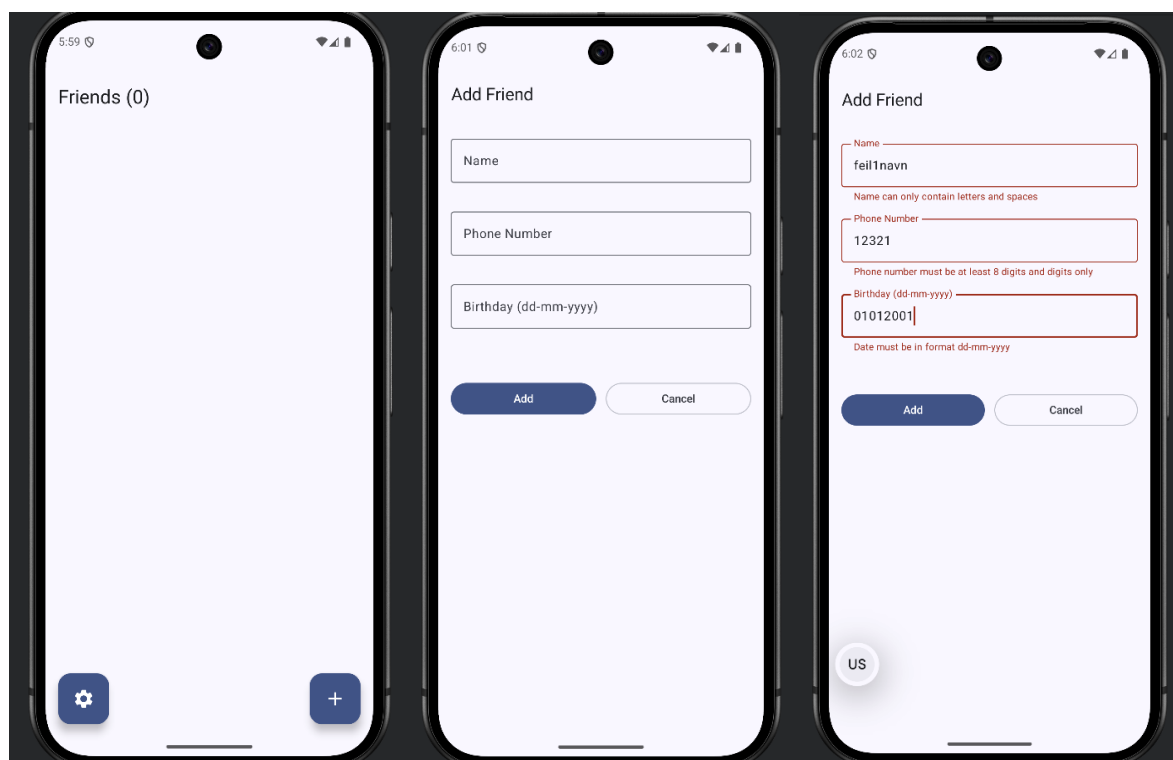 5:59
Friends (0)
6:01
Add Friend
Name
Phone Number
Birthday (dd-mm-yyyy)
Add
Cancel
6:02
Add Friend
Name
feil1navn
Name can only contain letters and spaces
Phone Number
12321
Phone number must be at least 8 digits and digits only
Birthday (dd-mm-yyyy)
01012001
Date must be in format dd-mm-yyyy
Add
Cancel
US